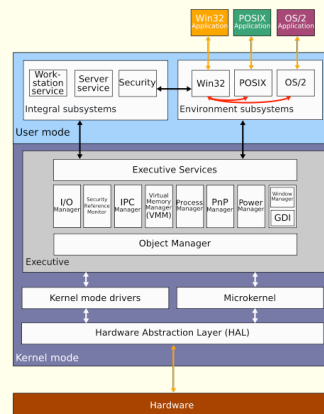 Win32
Application
POSIX
Application
OS/2
Application
Work-
station
service
Server
service
Security
Integral subsystems
Win32
POSIX
OS/2
Environment subsystems
User mode
Executive Services
I/O
Manager
Security
Reference
Monitor
IPC
Manager
Virtual
Memory
Manager
(VMM)
Process
Manager
PnP
Manager
Power
Manager
Window
Manager
GDI
Object Manager
Executive
Kernel mode drivers
Microkernel
Hardware Abstraction Layer (HAL)
Kernel mode
Hardware